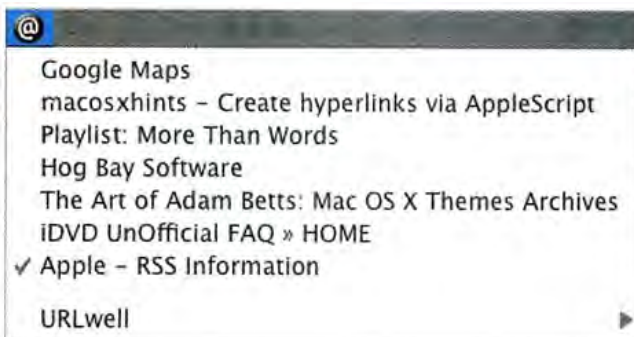 @
Google Maps
macosxhints – Create hyperlinks via AppleScript
Playlist: More Than Words
Hog Bay Software
The Art of Adam Betts: Mac OS X Themes Archives
iDVD UnOfficial FAQ » HOME
✓ Apple – RSS Information
URLwell ▶